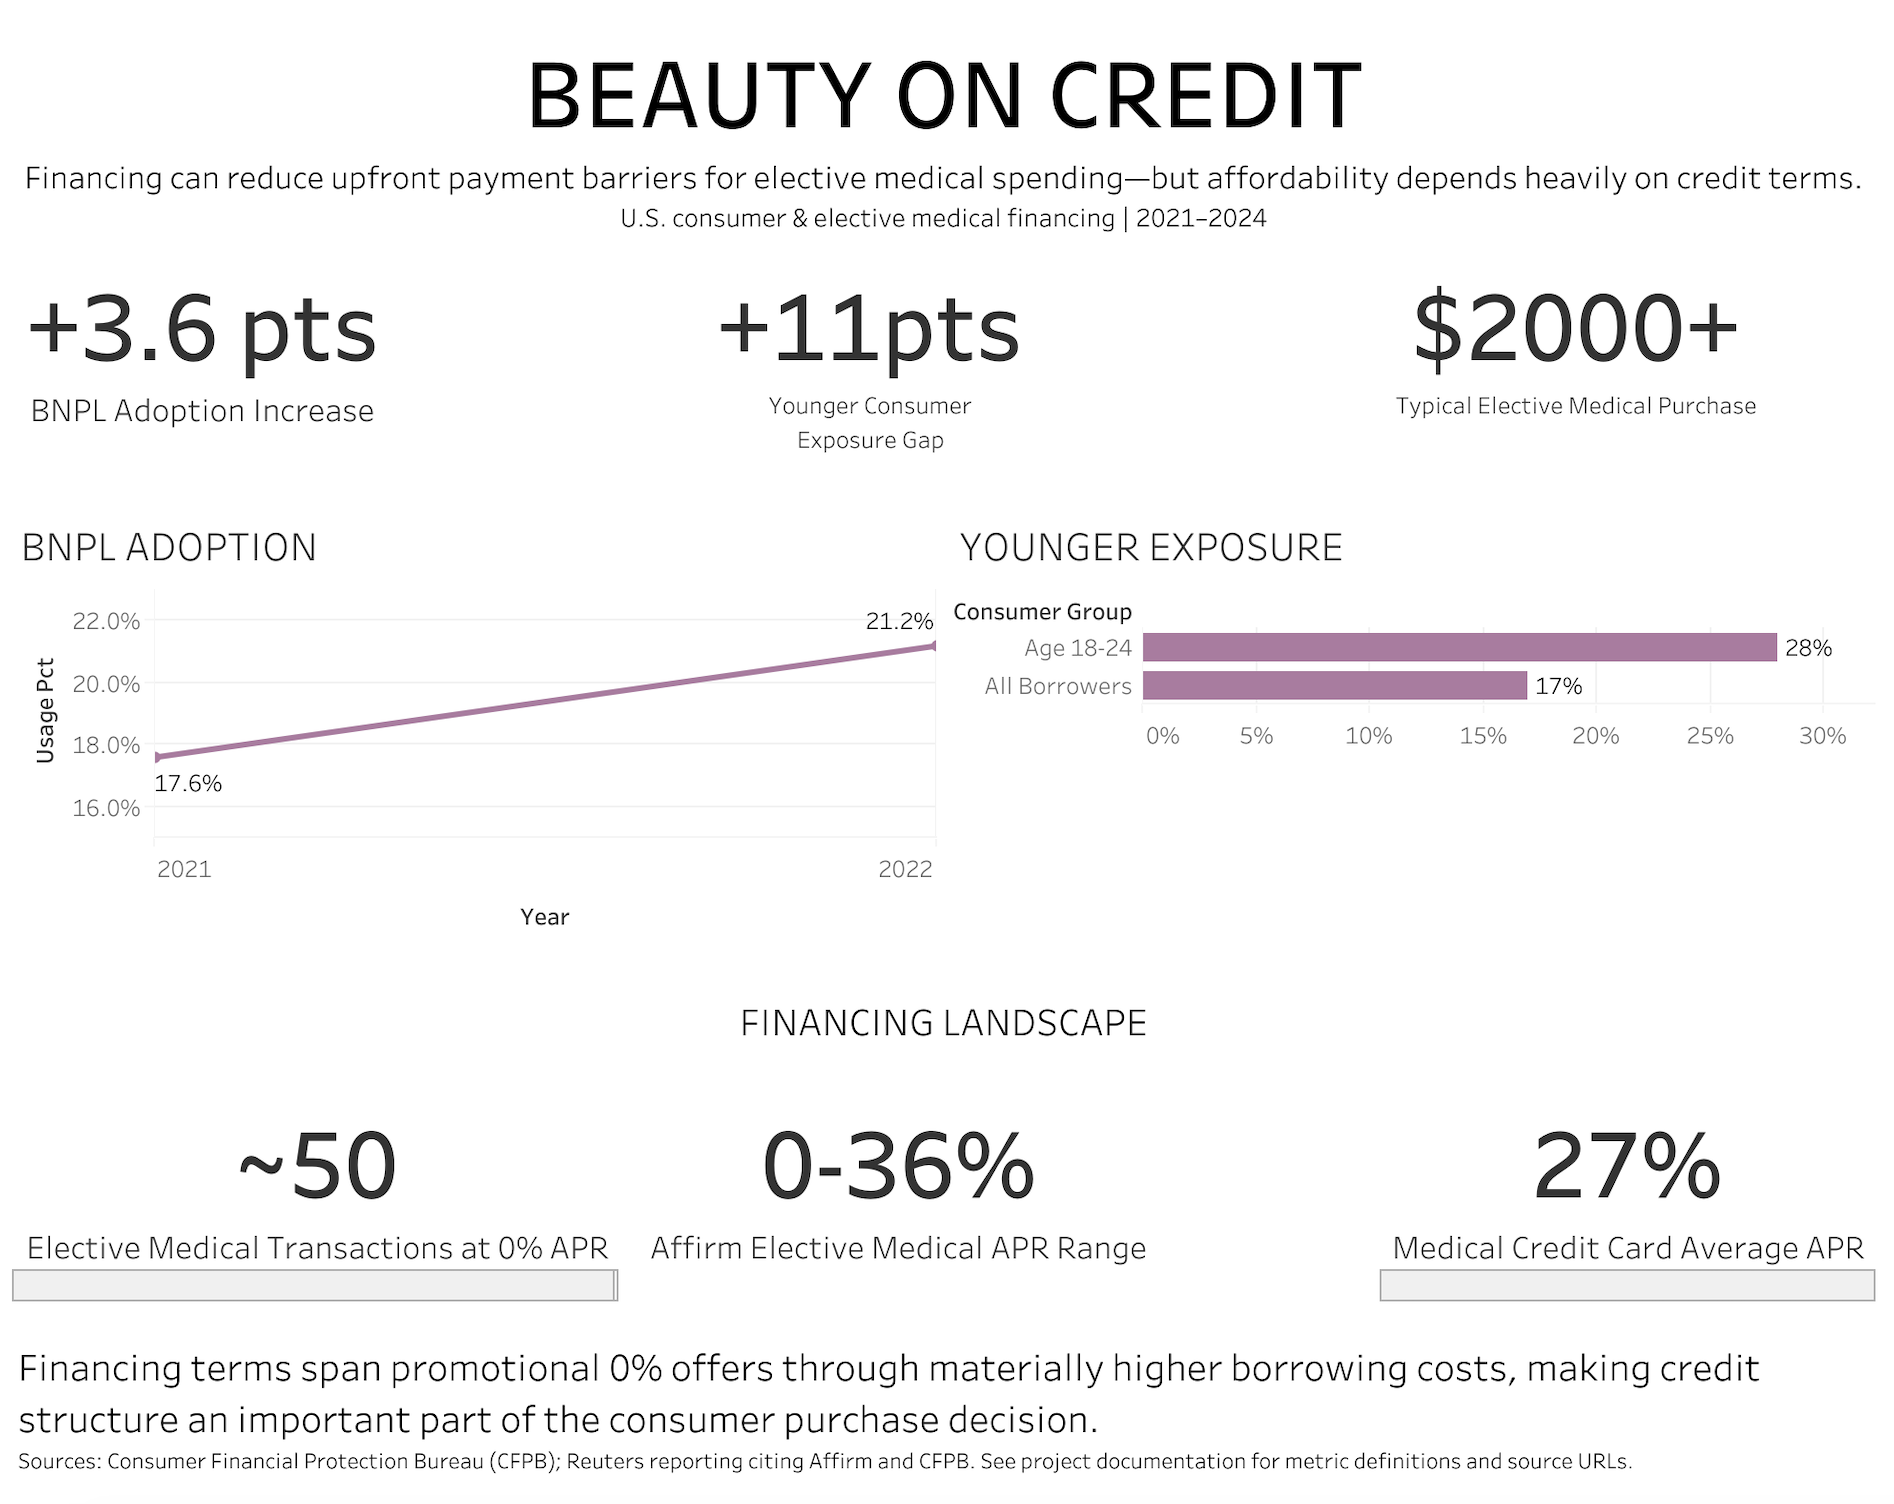 BEAUTY ON CREDIT
Financing can reduce upfront payment barriers for elective medical spending—but affordability depends heavily on credit terms.
U.S. consumer & elective medical financing | 2021–2024
+3.6 pts
BNPL Adoption Increase
+11pts
Younger Consumer
Exposure Gap
$2000+
Typical Elective Medical Purchase
BNPL ADOPTION
22.0%
20.0%
18.0%
16.0%
Usage Pct
21.2%
17.6%
2021
2022
Year
YOUNGER EXPOSURE
Consumer Group
Age 18-24
28%
All Borrowers
17%
0%
5%
10%
15%
20%
25%
30%
FINANCING LANDSCAPE
~50
Elective Medical Transactions at 0% APR
0-36%
Affirm Elective Medical APR Range
27%
Medical Credit Card Average APR
Financing terms span promotional 0% offers through materially higher borrowing costs, making credit
structure an important part of the consumer purchase decision.
Sources: Consumer Financial Protection Bureau (CFPB); Reuters reporting citing Affirm and CFPB. See project documentation for metric definitions and source URLs.